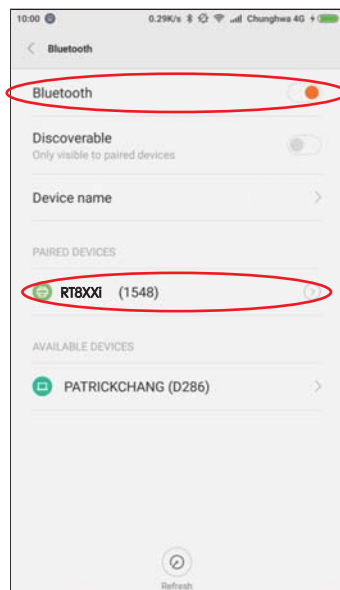 10:00 0.29K/s Chunghwa 4G
Bluetooth
Bluetooth
Discoverable
Only visible to paired devices
Device name
PAIRED DEVICES
RT8XXi (1548)
AVAILABLE DEVICES
PATRICKCHANG (D286)
Refresh